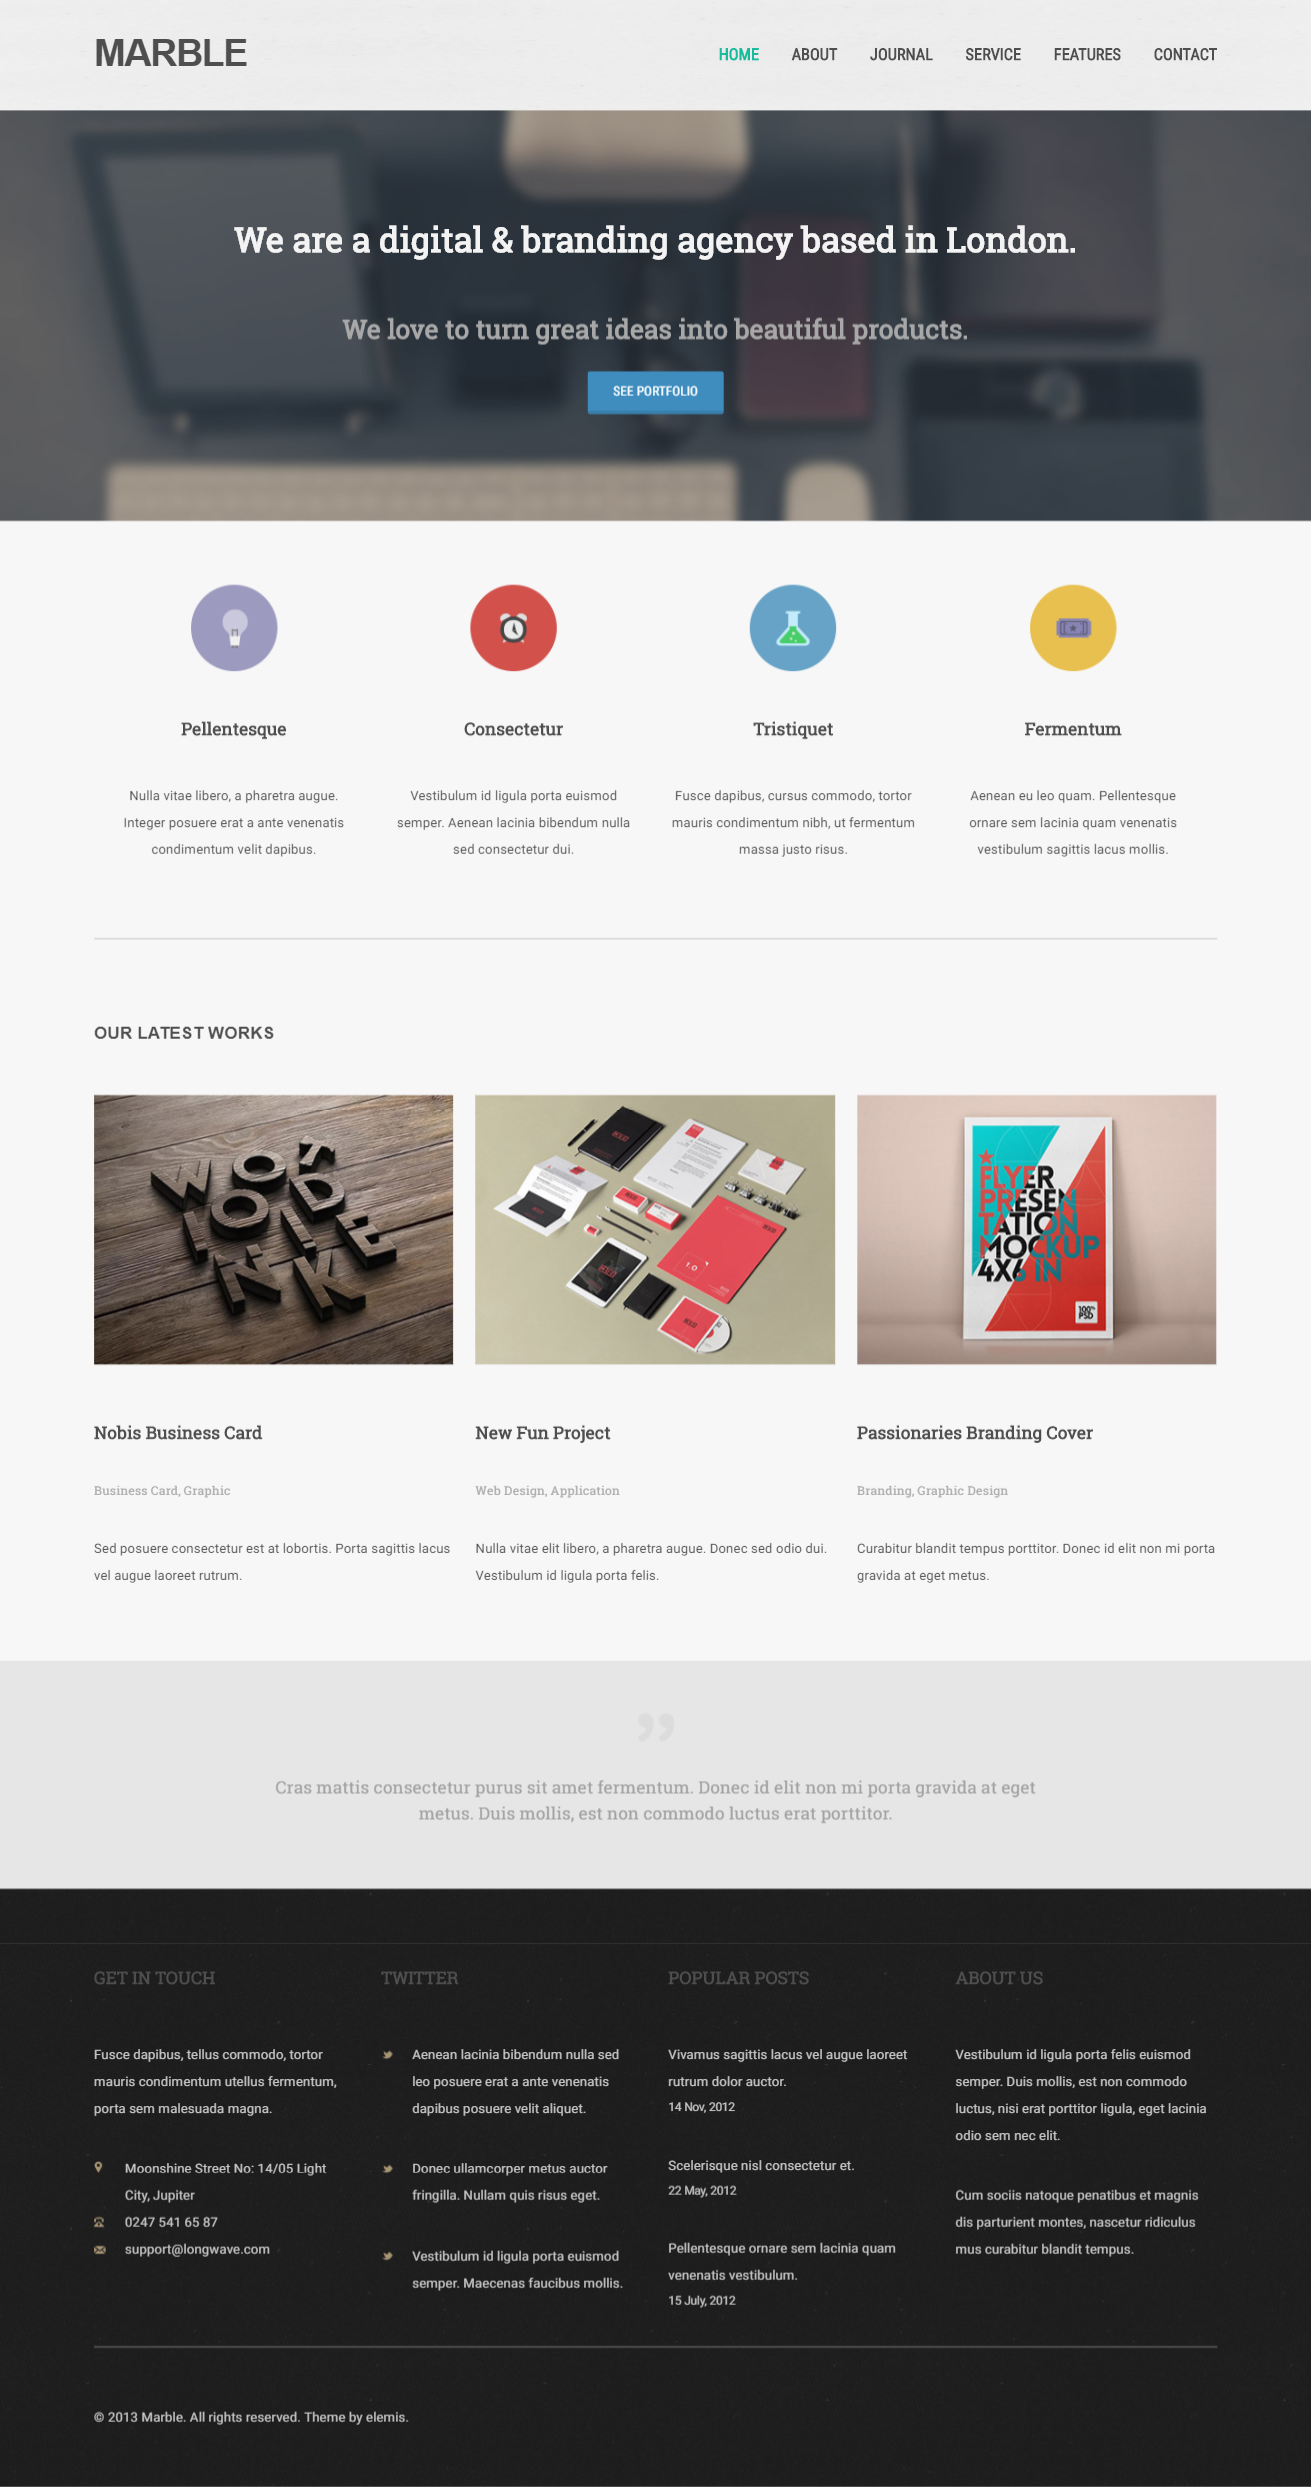 MARBLE
HOME ABOUT JOURNAL SERVICE FEATURES CONTACT
We are a digital & branding agency based in London.
We love to turn great ideas into beautiful products.
SEE PORTFOLIO
Pellentesque
Nulla vitae libero, a pharetra augue.
Integer posuere erat a ante venenatis
condimentum velit dapibus.
Consectetur
Vestibulum id ligula porta euismod
semper. Aenean lacinia bibendum nulla
sed consectetur dui.
Tristiquet
Fusce dapibus, cursus commodo, tortor
mauris condimentum nibh, ut fermentum
massa justo risus.
Fermentum
Aenean eu leo quam. Pellentesque
ornare sem lacinia quam venenatis
vestibulum sagittis lacus mollis.
OUR LATEST WORKS
WOT
IODE
INK
FLYER
PRESEN
TATION
MOCKUP
4X6 IN
100%
PSD
Nobis Business Card
Business Card, Graphic
Sed posuere consectetur est at lobortis. Porta sagittis lacus
vel augue laoreet rutrum.
New Fun Project
Web Design, Application
Nulla vitae elit libero, a pharetra augue. Donec sed odio dui.
Vestibulum id ligula porta felis.
Passionaries Branding Cover
Branding, Graphic Design
Curabitur blandit tempus porttitor. Donec id elit non mi porta
gravida at eget metus.
”
Cras mattis consectetur purus sit amet fermentum. Donec id elit non mi porta gravida at eget
metus. Duis mollis, est non commodo luctus erat porttitor.
GET IN TOUCH
Fusce dapibus, tellus commodo, tortor
mauris condimentum utellus fermentum,
porta sem malesuada magna.
Moonshine Street No: 14/05 Light
City, Jupiter
0247 541 65 87
support@longwave.com
TWITTER
Aenean lacinia bibendum nulla sed
leo posuere erat a ante venenatis
dapibus posuere velit aliquet.
Donec ullamcorper metus auctor
fringilla. Nullam quis risus eget.
Vestibulum id ligula porta euismod
semper. Maecenas faucibus mollis.
POPULAR POSTS
Vivamus sagittis lacus vel augue laoreet
rutrum dolor auctor.
14 Nov, 2012
Scelerisque nisl consectetur et.
22 May, 2012
Pellentesque ornare sem lacinia quam
venenatis vestibulum.
15 July, 2012
ABOUT US
Vestibulum id ligula porta felis euismod
semper. Duis mollis, est non commodo
luctus, nisi erat porttitor ligula, eget lacinia
odio sem nec elit.
Cum sociis natoque penatibus et magnis
dis parturient montes, nascetur ridiculus
mus curabitur blandit tempus.
© 2013 Marble. All rights reserved. Theme by elemis.